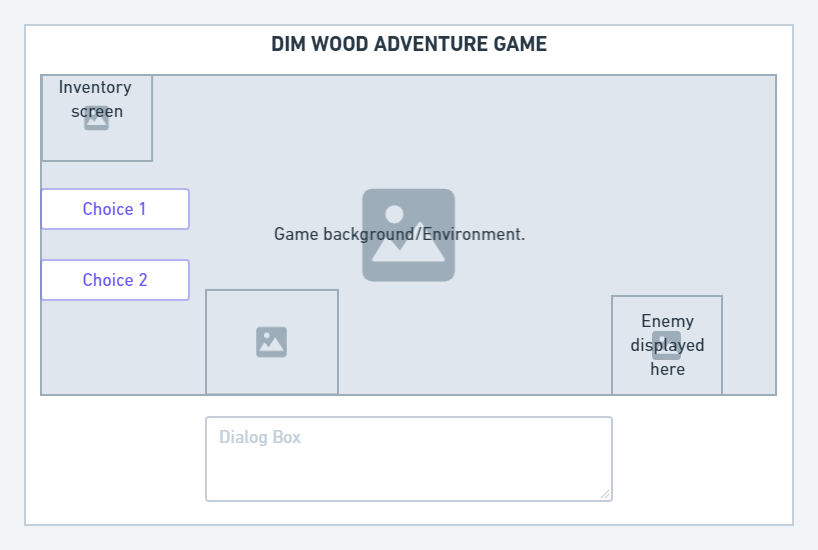 DIM WOOD ADVENTURE GAME
Inventory
screen
Choice 1
Game background/Environment.
Choice 2
Enemy
displayed
here
Dialog Box